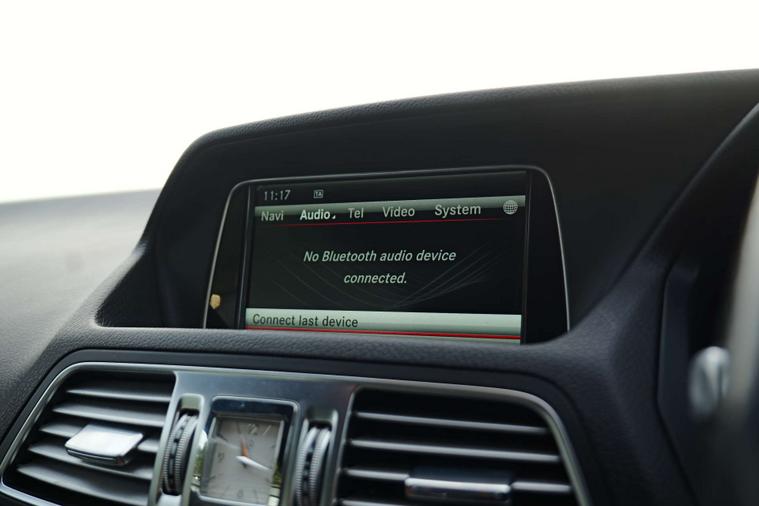 11:17 TA
Navi Audio Tel Video System
No Bluetooth audio device
connected.
Connect last device